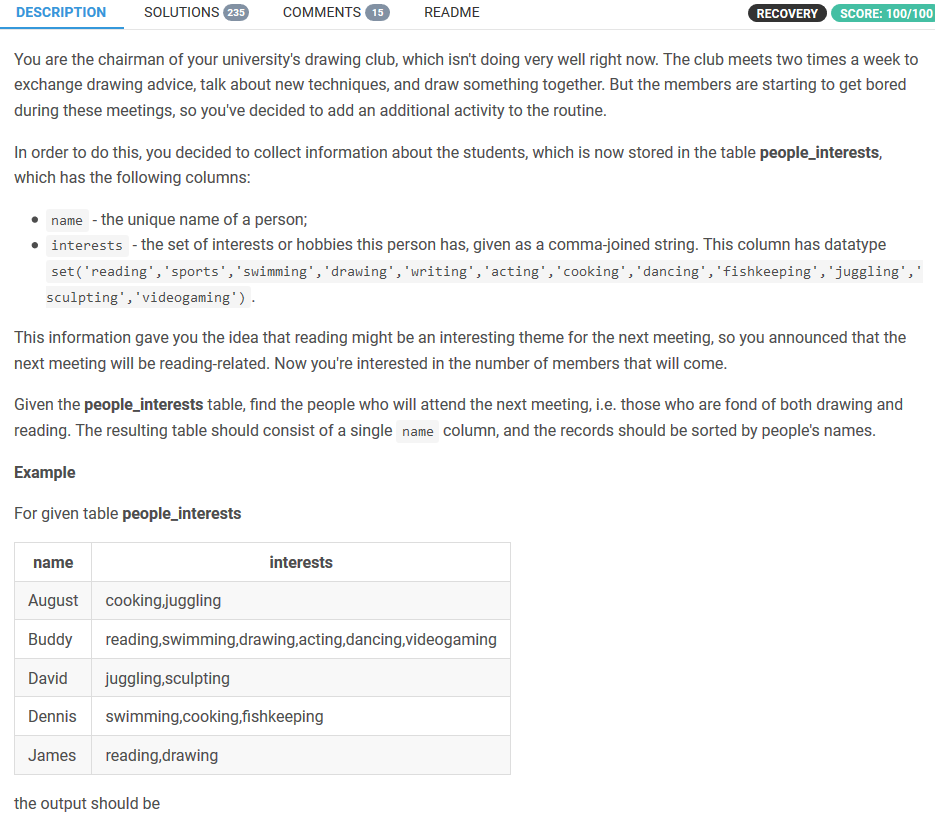 DESCRIPTION SOLUTIONS 235 COMMENTS 15 README RECOVERY SCORE: 100/100
You are the chairman of your university's drawing club, which isn't doing very well right now. The club meets two times a week to
exchange drawing advice, talk about new techniques, and draw something together. But the members are starting to get bored
during these meetings, so you've decided to add an additional activity to the routine.
In order to do this, you decided to collect information about the students, which is now stored in the table people_interests,
which has the following columns:
• name - the unique name of a person;
• interests - the set of interests or hobbies this person has, given as a comma-joined string. This column has datatype
set('reading','sports','swimming','drawing','writing','acting','cooking','dancing','fishkeeping','juggling','
sculpting','videogaming').
This information gave you the idea that reading might be an interesting theme for the next meeting, so you announced that the
next meeting will be reading-related. Now you're interested in the number of members that will come.
Given the people_interests table, find the people who will attend the next meeting, i.e. those who are fond of both drawing and
reading. The resulting table should consist of a single name column, and the records should be sorted by people's names.
Example
For given table people_interests
name interests
August cooking,juggling
Buddy reading,swimming,drawing,acting,dancing,videogaming
David juggling,sculpting
Dennis swimming,cooking,fishkeeping
James reading,drawing
the output should be